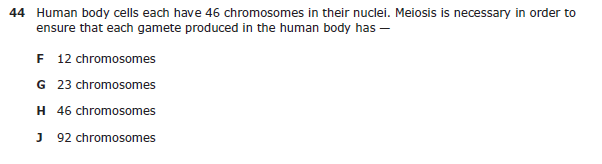 44 Human body cells each have 46 chromosomes in their nuclei. Meiosis is necessary in order to
ensure that each gamete produced in the human body has —
F 12 chromosomes
G 23 chromosomes
H 46 chromosomes
J 92 chromosomes